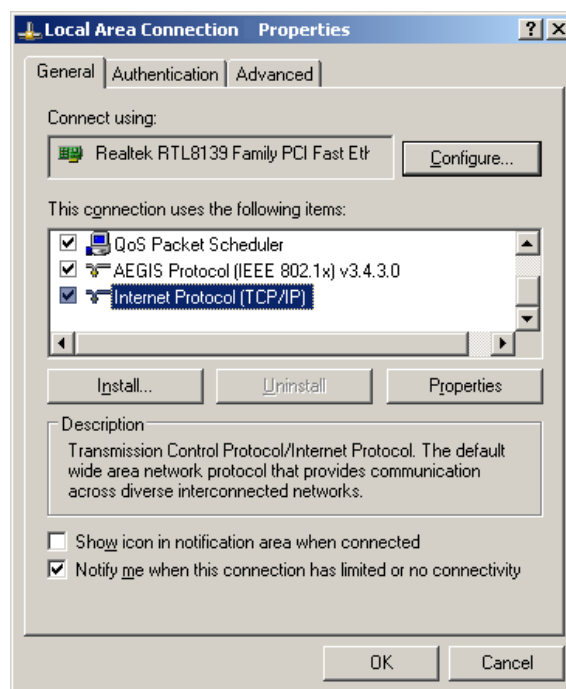 Local Area Connection Properties
General Authentication Advanced
Connect using:
Realtek RTL8139 Family PCI Fast Eth
Configure...
This connection uses the following items:
QoS Packet Scheduler
AEGIS Protocol (IEEE 802.1x) v3.4.3.0
Internet Protocol (TCP/IP)
Install... Uninstall Properties
Description
Transmission Control Protocol/Internet Protocol. The default
wide area network protocol that provides communication
across diverse interconnected networks.
Show icon in notification area when connected
Notify me when this connection has limited or no connectivity
OK Cancel